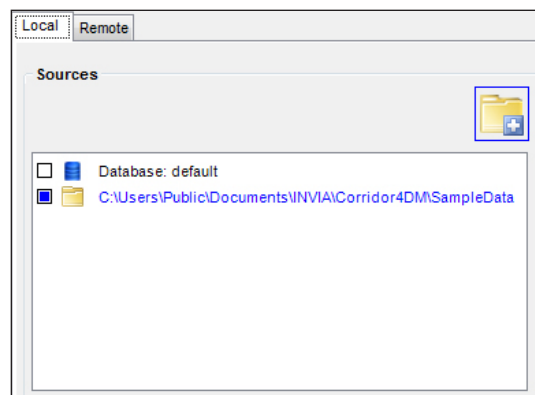 Local Remote
Sources
Database: default
C:\Users\Public\Documents\INVIA\Corridor4DM\SampleData